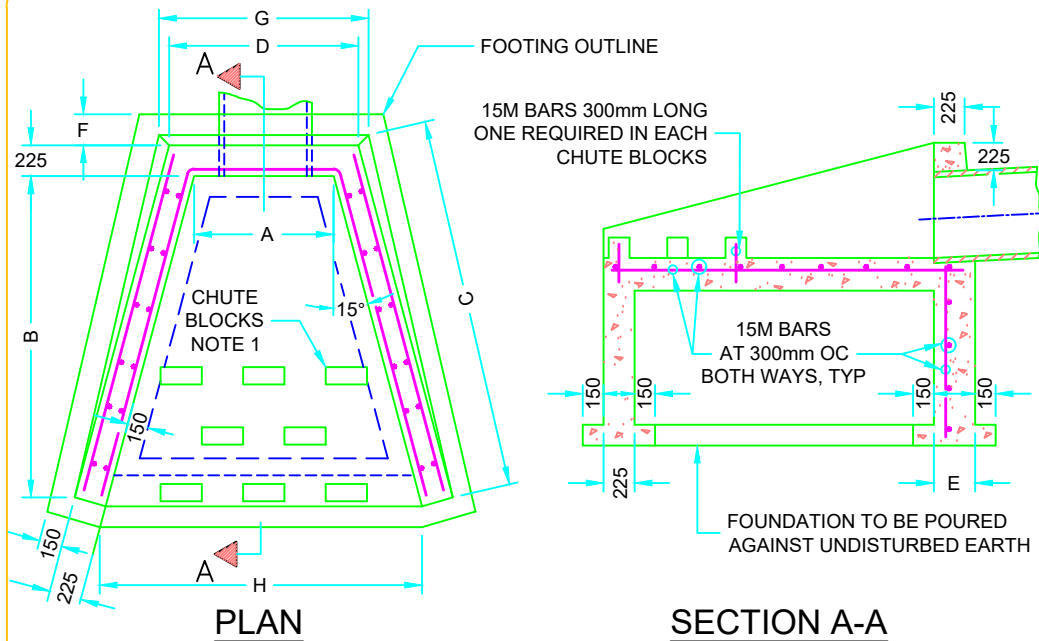 G
D
A
FOOTING OUTLINE
15M BARS 300mm LONG
ONE REQUIRED IN EACH
CHUTE BLOCKS
F
225
A
B
C
15°
CHUTE
BLOCKS
NOTE 1
150
150
225
A
H
PLAN
225
225
15M BARS
AT 300mm OC
BOTH WAYS, TYP
150
150
150
150
225
E
FOUNDATION TO BE POURED
AGAINST UNDISTURBED EARTH
SECTION A-A